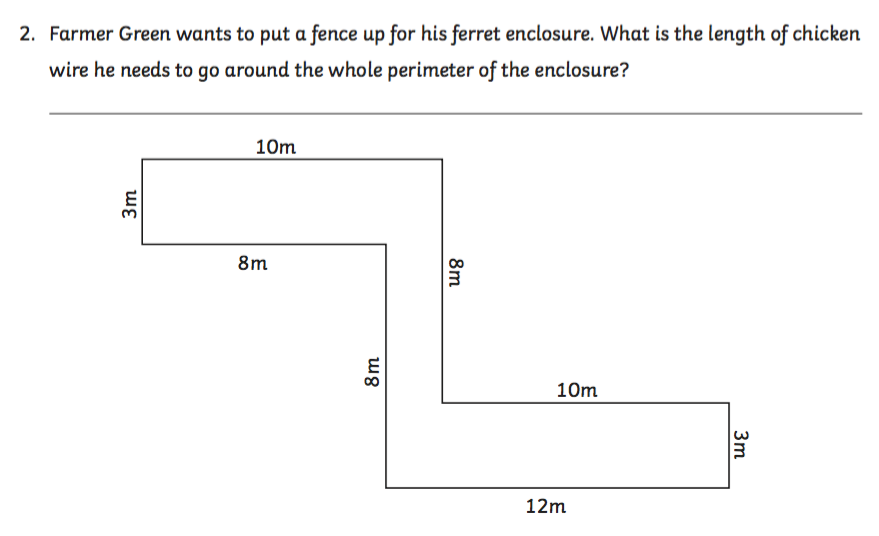 2. Farmer Green wants to put a fence up for his ferret enclosure. What is the length of chicken
wire he needs to go around the whole perimeter of the enclosure?
10m
3m
8m
8m
8m
10m
3m
12m